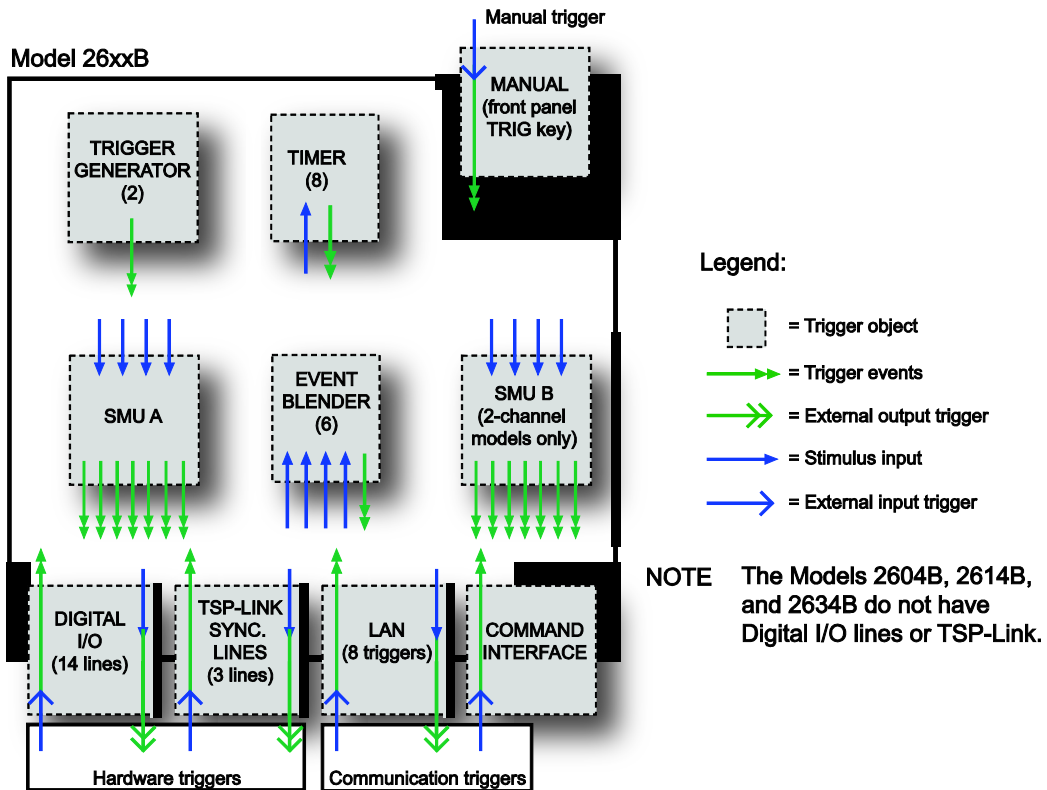 Manual trigger
Model 26xxB
MANUAL
(front panel
TRIG key)
TRIGGER
GENERATOR
(2)
TIMER
(8)
Legend:
= Trigger object
= Trigger events
= External output trigger
= Stimulus input
= External input trigger
SMU A
EVENT
BLENDER
(6)
SMU B
(2-channel
models only)
NOTE
The Models 2604B, 2614B,
and 2634B do not have
Digital I/O lines or TSP-Link.
DIGITAL
I/O
(14 lines)
TSP-LINK
SYNC.
LINES
(3 lines)
LAN
(8 triggers)
COMMAND
INTERFACE
Hardware triggers
Communication triggers